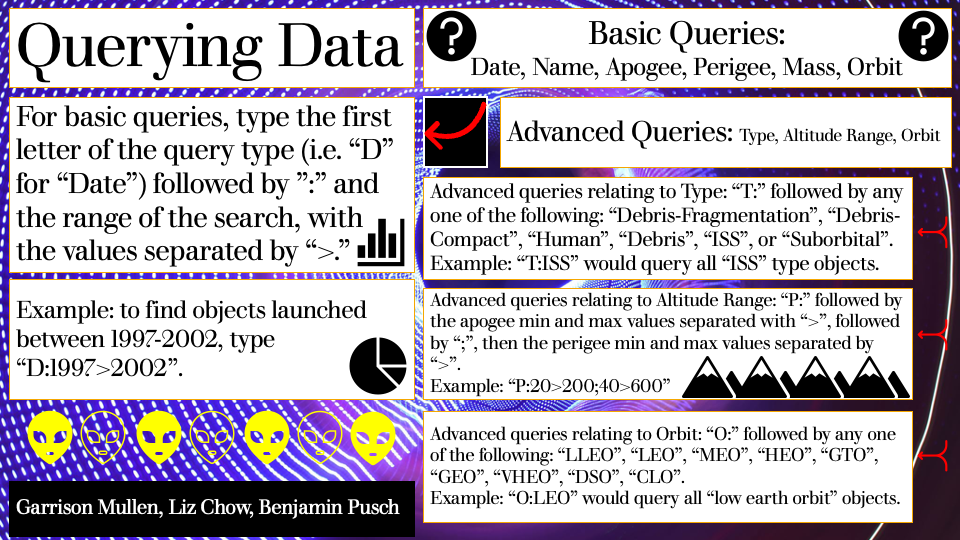 Querying Data
For basic queries, type the first
letter of the query type (i.e. “D”
for “Date”) followed by ”:” and
the range of the search, with
the values separated by “>.”
Example: to find objects launched
between 1997-2002, type
“D:1997>2002”.
Garrison Mullen, Liz Chow, Benjamin Pusch
?
?
Basic Queries:
Date, Name, Apogee, Perigee, Mass, Orbit
Advanced Queries: Type, Altitude Range, Orbit
Advanced queries relating to Type: “T:” followed by any
one of the following: “Debris-Fragmentation”, “Debris-
Compact”, “Human”, “Debris”, “ISS”, or “Suborbital”.
Example: “T:ISS” would query all “ISS” type objects.
Advanced queries relating to Altitude Range: “P:” followed by
the apogee min and max values separated with “>”, followed
by “;”, then the perigee min and max values separated by
“>”.
Example: “P:20>200;40>600”
Advanced queries relating to Orbit: “O:” followed by any one
of the following: “LLEO”, “LEO”, “MEO”, “HEO”, “GTO”,
“GEO”, “VHEO”, “DSO”, “CLO”.
Example: “O:LEO” would query all “low earth orbit” objects.